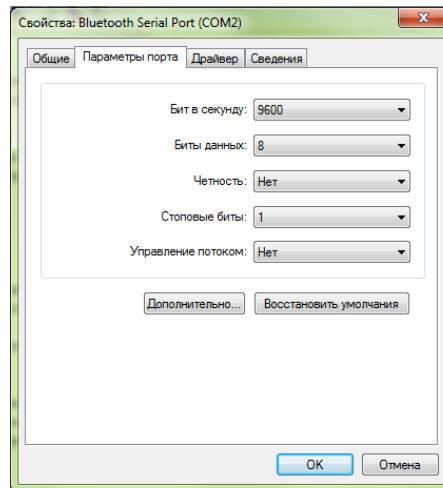 Свойства: Bluetooth Serial Port (COM2)
Общие Параметры порта Драйвер Сведения
Бит в секунду: 9600
Биты данных: 8
Четность: Нет
Стоповые биты: 1
Управление потоком: Нет
Дополнительно... Восстановить умолчания
OK Отмена